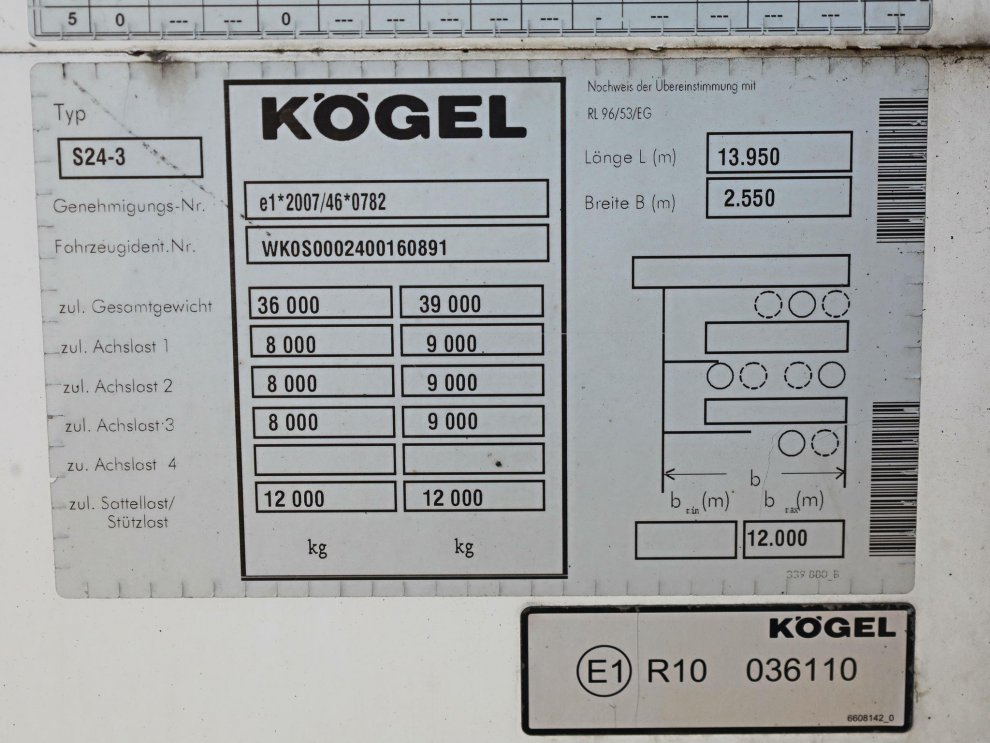 5 0 --- --- 0 --- --- --- --- --- - --- --- --- ---
KÖGEL
Typ
S24-3
Genehmigungs-Nr.
e1*2007/46*0782
Fahrzeugident.Nr.
WK0S0002400160891
zul. Gesamtgewicht 36 000 39 000
zul. Achslast 1 8 000 9 000
zul. Achslast 2 8 000 9 000
zul. Achslast 3 8 000 9 000
zu. Achslast 4
zul. Sattellast/ 12 000 12 000
Stützlast
kg kg
Nachweis der Übereinstimmung mit
RL 96/53/EG
Länge L (m) 13.950
Breite B (m) 2.550
b
b min (m) b max (m)
12.000
339 880_B
KÖGEL
E1 R10 036110
6608142_0